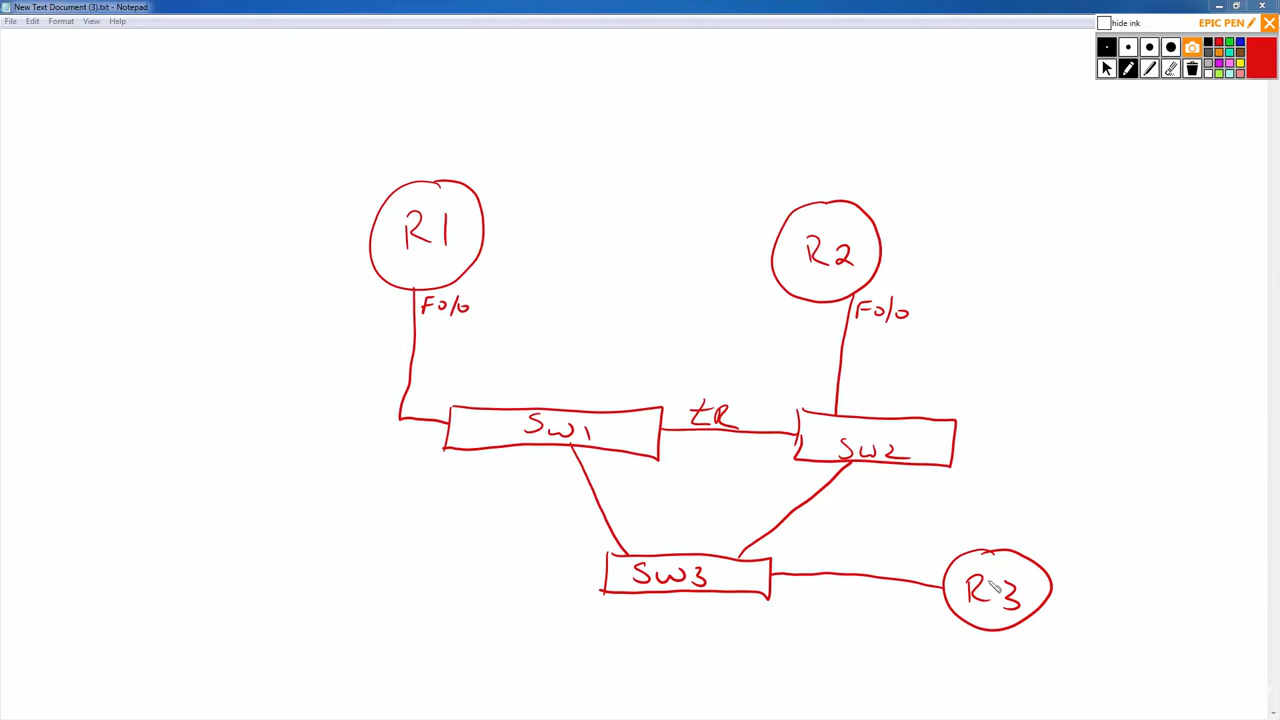 New Text Document (3).txt - Notepad
File Edit Format View Help
hide ink
EPIC PEN
R1
R2
F0/0
F0/0
tR
SW1
SW2
SW3
R3